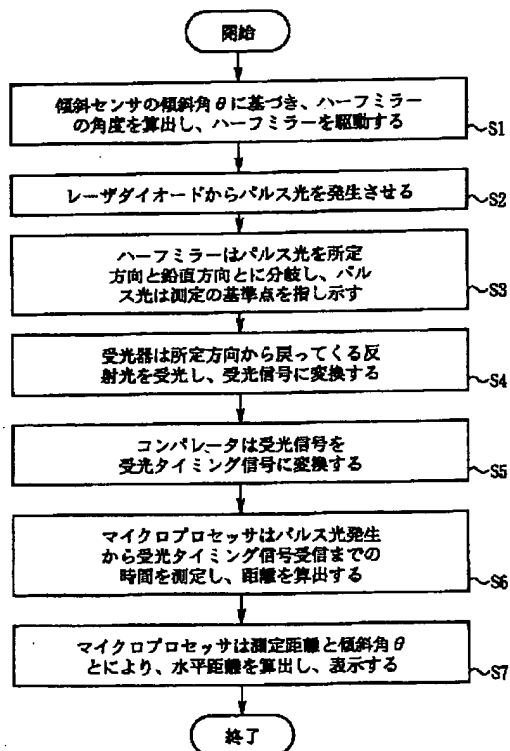 開始
傾斜センサの傾斜角θに基づき、ハーフミラー
の角度を算出し、ハーフミラーを駆動する
S1
レーザダイオードからパルス光を発生させる
S2
ハーフミラーはパルス光を所定
方向と鉛直方向とに分岐し、パル
ス光は測定の基準点を指し示す
S3
受光器は所定方向から戻ってくる反
射光を受光し、受光信号に変換する
S4
コンパレータは受光信号を
受光タイミング信号に変換する
S5
マイクロプロセッサはパルス光発生
から受光タイミング信号受信までの
時間を測定し、距離を算出する
S6
マイクロプロセッサは測定距離と傾斜角θ
とにより、水平距離を算出し、表示する
S7
終了